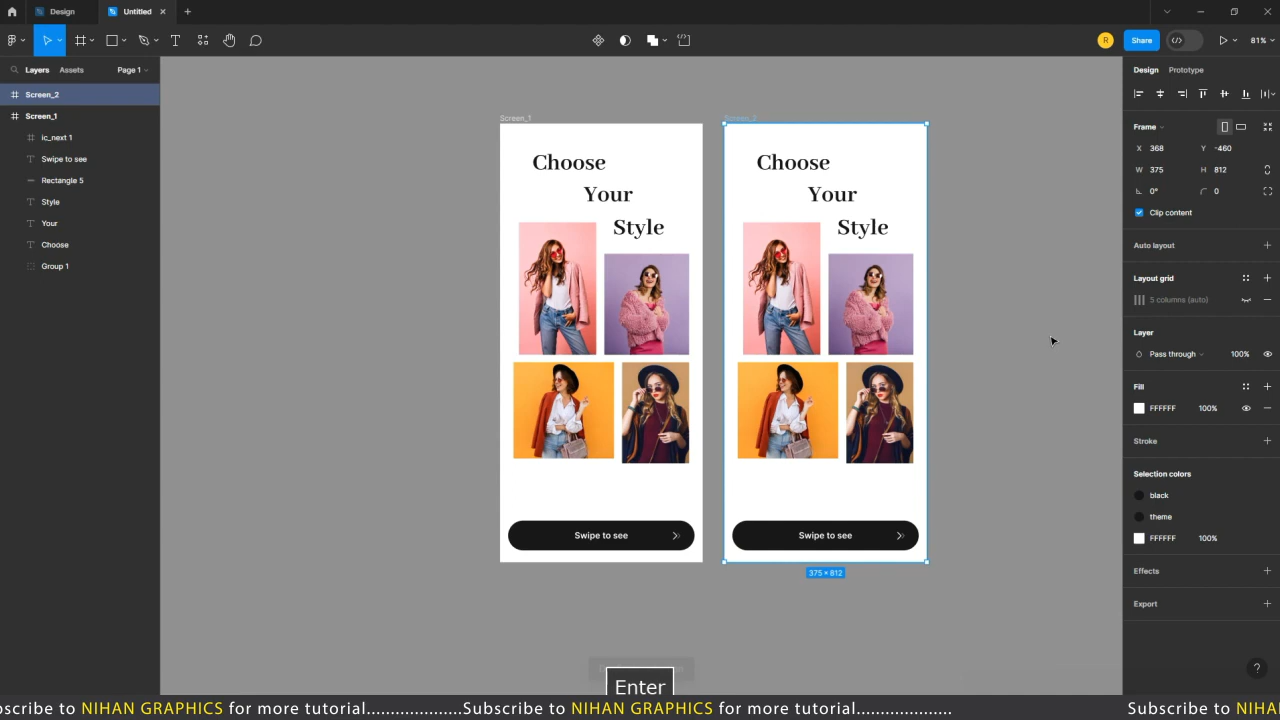 Design
Untitled
R
Share
81%
Layers
Assets
Page 1
Design
Prototype
Screen_2
Screen_1
ic_next 1
Swipe to see
Rectangle 5
Style
Your
Choose
Group 1
Screen_1
Choose
Your
Style
Swipe to see
Screen_2
Choose
Your
Style
Swipe to see
375 × 812
Frame
X 368 Y -460
W 375 H 812
0° 0
Clip content
Auto layout
Layout grid
5 columns (auto)
Layer
Pass through 100%
Fill
FFFFFF 100%
Stroke
Selection colors
black
theme
FFFFFF 100%
Effects
Export
?
Enter
scribe to NIHAN GRAPHICS for more tutorial...................Subscribe to NIHAN GRAPHICS for more tutorial................... Subscribe to NIHA